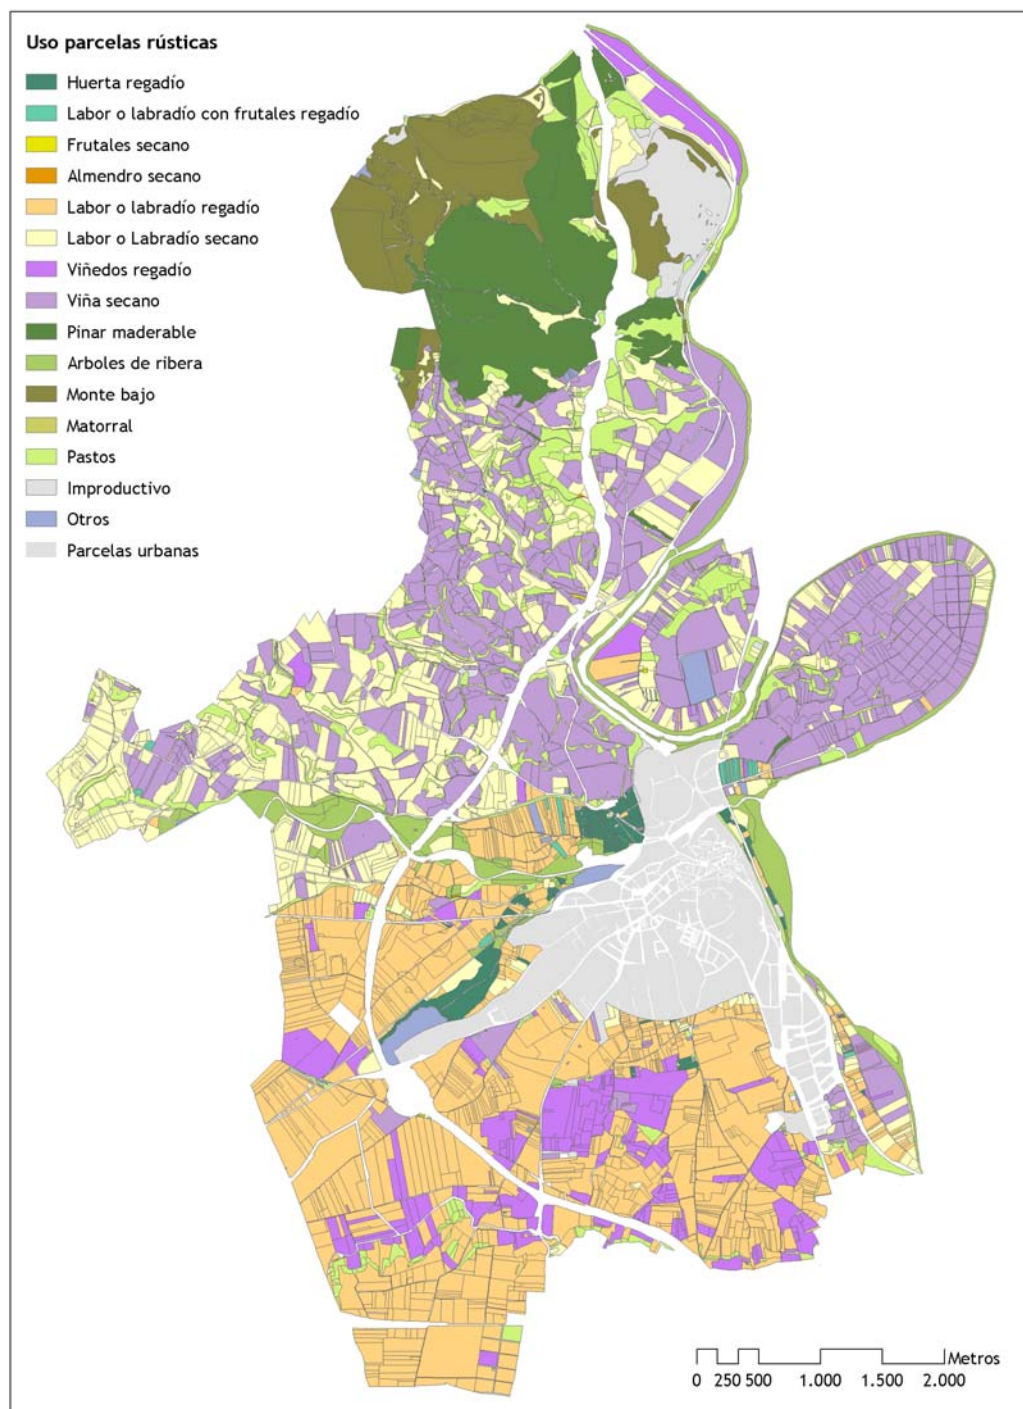 Uso parcelas rústicas
Huerta regadío
Labor o labradío con frutales regadío
Frutales secano
Almendro secano
Labor o labradío regadío
Labor o Labradío secano
Viñedos regadío
Viña secano
Pinar maderable
Arboles de ribera
Monte bajo
Matorral
Pastos
Improductivo
Otros
Parcelas urbanas
Metros
0 250 500 1.000 1.500 2.000